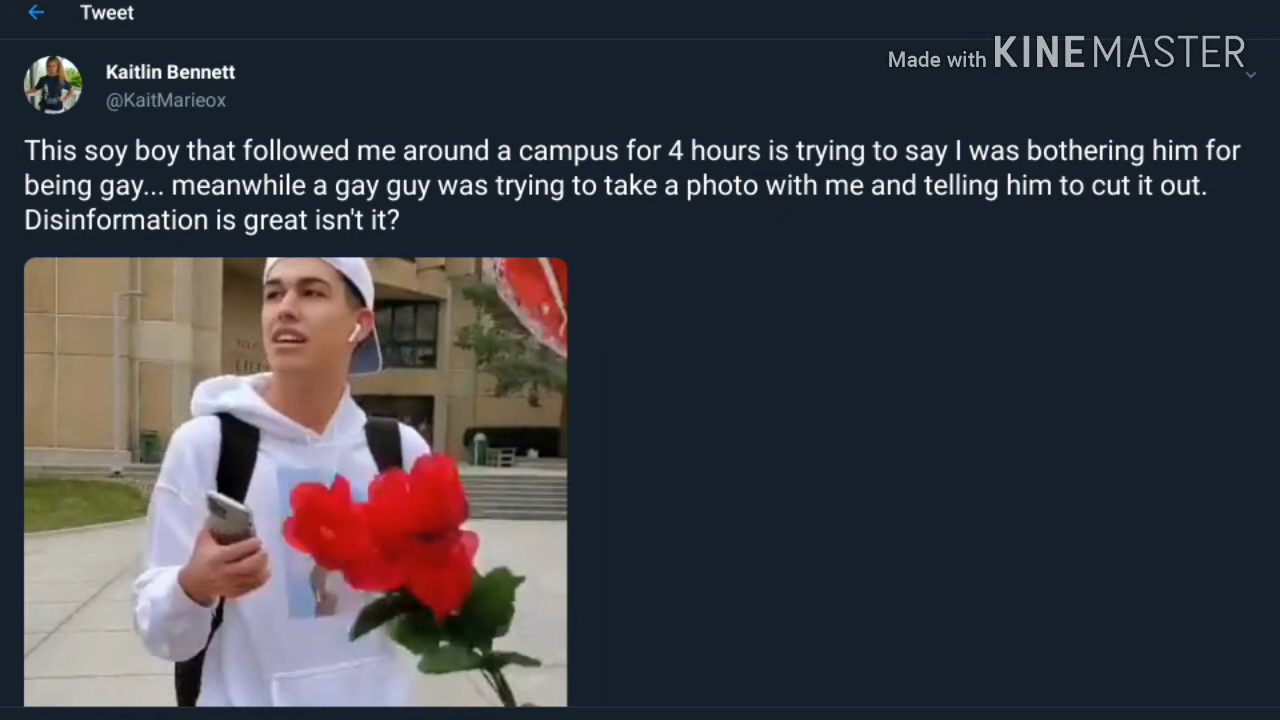 Tweet
Made with KINEMASTER
Kaitlin Bennett
@KaitMarieox
This soy boy that followed me around a campus for 4 hours is trying to say I was bothering him for
being gay... meanwhile a gay guy was trying to take a photo with me and telling him to cut it out.
Disinformation is great isn't it?